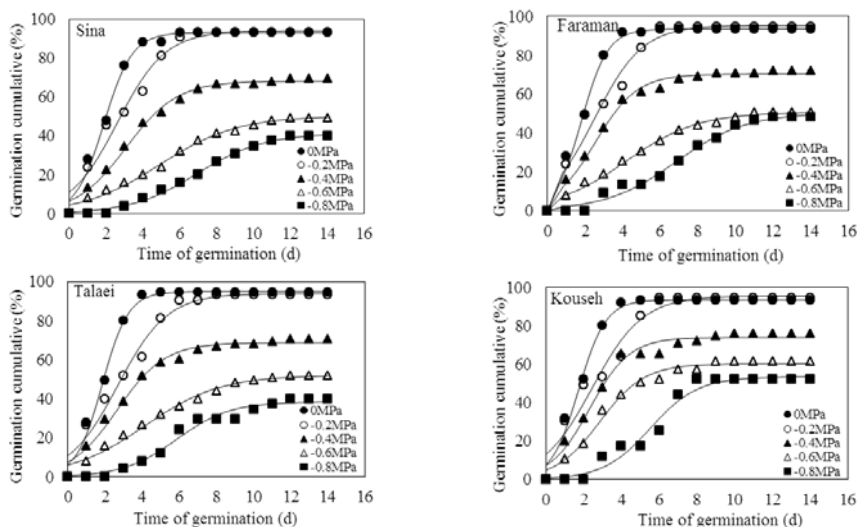 Sina
Germination cumulative (%)
100
80
60
40
20
0
0MPa
-0.2MPa
-0.4MPa
-0.6MPa
-0.8MPa
0 2 4 6 8 10 12 14 16
Time of germination (d)
Faraman
Germination cumulative (%)
100
80
60
40
20
0
0MPa
-0.2MPa
-0.4MPa
-0.6MPa
-0.8MPa
0 2 4 6 8 10 12 14 16
Time of germination (d)
Talaei
Germination cumulative (%)
100
80
60
40
20
0
0MPa
-0.2MPa
-0.4MPa
-0.6MPa
-0.8MPa
0 2 4 6 8 10 12 14 16
Time of germination (d)
Kouseh
Germination cumulative (%)
100
80
60
40
20
0
0MPa
-0.2MPa
-0.4MPa
-0.6MPa
-0.8MPa
0 2 4 6 8 10 12 14 16
Time of germination (d)